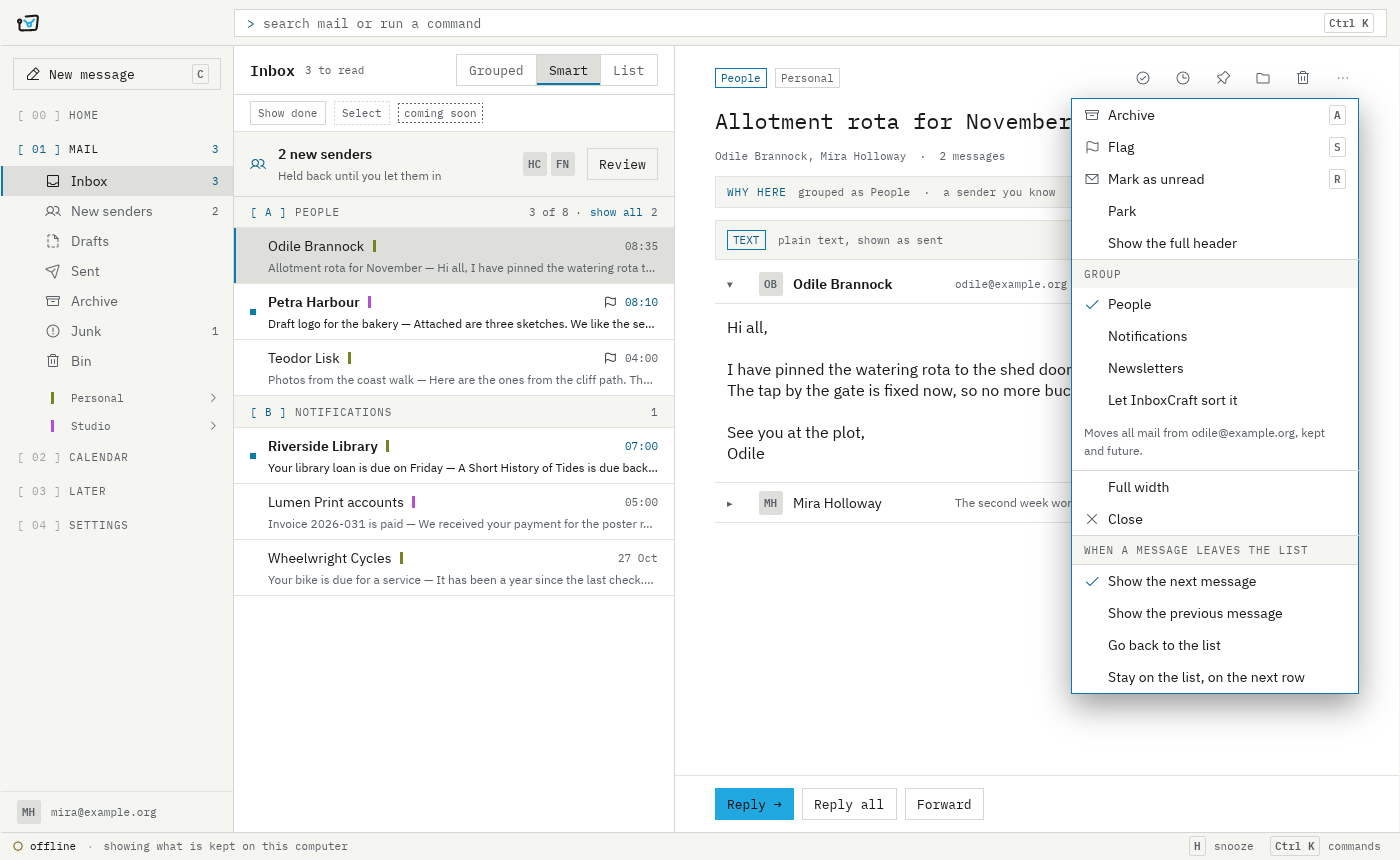 > search mail or run a command
Ctrl K
New message
C
[ 00 ] HOME
[ 01 ] MAIL 3
Inbox 3
New senders 2
Drafts
Sent
Archive
Junk 1
Bin
Personal
Studio
[ 02 ] CALENDAR
[ 03 ] LATER
[ 04 ] SETTINGS
MH mira@example.org
Inbox 3 to read
Grouped Smart List
Show done Select coming soon
2 new senders
Held back until you let them in
HC FN Review
[ A ] PEOPLE 3 of 8 · show all 2
Odile Brannock 08:35
Allotment rota for November — Hi all, I have pinned the watering rota t…
Petra Harbour 08:10
Draft logo for the bakery — Attached are three sketches. We like the se…
Teodor Lisk 04:00
Photos from the coast walk — Here are the ones from the cliff path. Th…
[ B ] NOTIFICATIONS 1
Riverside Library 07:00
Your library loan is due on Friday — A Short History of Tides is due back…
Lumen Print accounts 05:00
Invoice 2026-031 is paid — We received your payment for the poster r…
Wheelwright Cycles 27 Oct
Your bike is due for a service — It has been a year since the last check.…
People Personal
Allotment rota for November
Odile Brannock, Mira Holloway · 2 messages
WHY HERE grouped as People · a sender you know
TEXT plain text, shown as sent
▾ OB Odile Brannock odile@example.org
Hi all,
I have pinned the watering rota to the shed door
The tap by the gate is fixed now, so no more buc
See you at the plot,
Odile
▸ MH Mira Holloway The second week wor
Reply → Reply all Forward
Archive A
Flag S
Mark as unread R
Park
Show the full header
GROUP
People
Notifications
Newsletters
Let InboxCraft sort it
Moves all mail from odile@example.org, kept
and future.
Full width
Close
WHEN A MESSAGE LEAVES THE LIST
Show the next message
Show the previous message
Go back to the list
Stay on the list, on the next row
offline · showing what is kept on this computer
H snooze Ctrl K commands